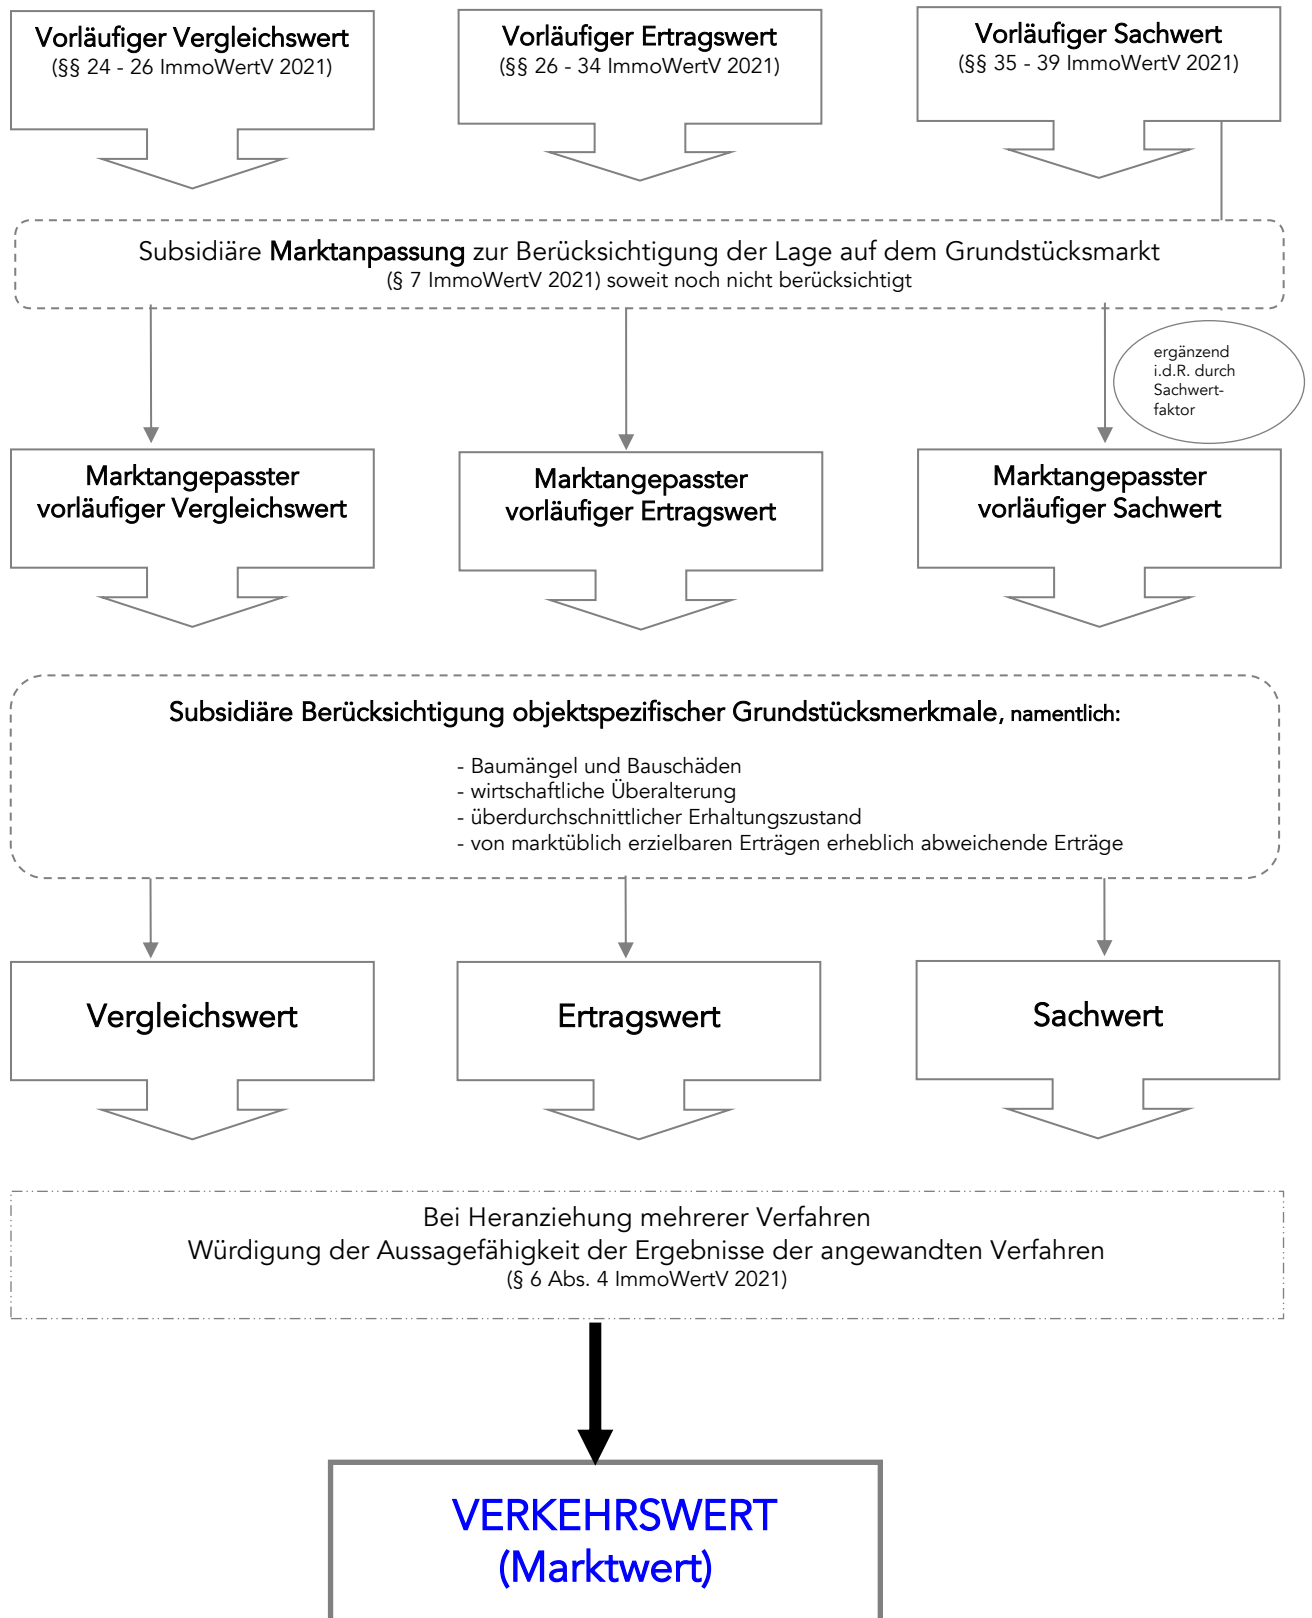 Vorläufiger Vergleichswert
(§§ 24 - 26 ImmoWertV 2021)
Vorläufiger Ertragswert
(§§ 26 - 34 ImmoWertV 2021)
Vorläufiger Sachwert
(§§ 35 - 39 ImmoWertV 2021)
Subsidiäre Marktanpassung zur Berücksichtigung der Lage auf dem Grundstücksmarkt
(§ 7 ImmoWertV 2021) soweit noch nicht berücksichtigt
ergänzend
i.d.R. durch
Sachwert-
faktor
Marktangepasster
vorläufiger Vergleichswert
Marktangepasster
vorläufiger Ertragswert
Marktangepasster
vorläufiger Sachwert
Subsidiäre Berücksichtigung objektspezifischer Grundstücksmerkmale, namentlich:
- Baumängel und Bauschäden
- wirtschaftliche Überalterung
- überdurchschnittlicher Erhaltungszustand
- von marktüblich erzielbaren Erträgen erheblich abweichende Erträge
Vergleichswert
Ertragswert
Sachwert
Bei Heranziehung mehrerer Verfahren
Würdigung der Aussagefähigkeit der Ergebnisse der angewandten Verfahren
(§ 6 Abs. 4 ImmoWertV 2021)
VERKEHRSWERT
(Marktwert)